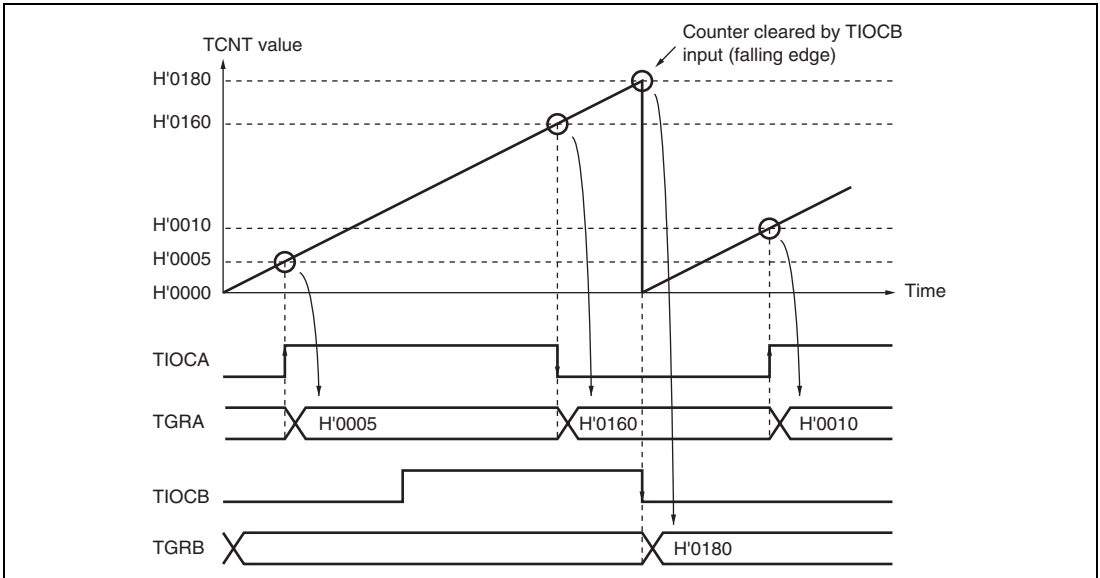 Counter cleared by TIOCB
input (falling edge)
TCNT value
H'0180
H'0160
H'0010
H'0005
H'0000
Time
TIOCA
TGRA
H'0005
H'0160
H'0010
TIOCB
TGRB
H'0180